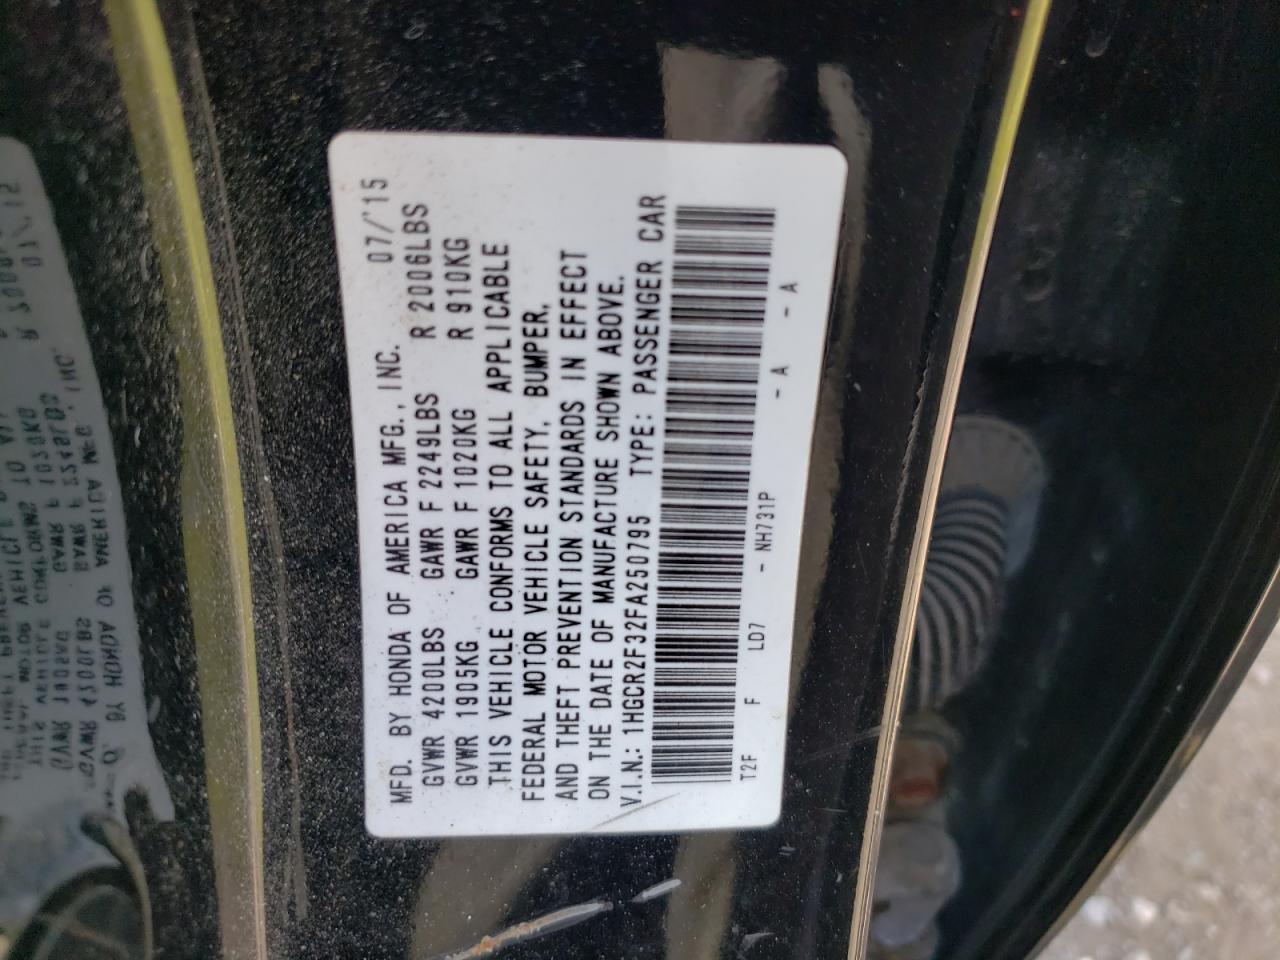 MFD. BY HONDA OF AMERICA MFG., INC. 07/'15
GVWR 4200LBS GAWR F 2249LBS R 2006LBS
GVWR 1905KG GAWR F 1020KG R 910KG
THIS VEHICLE CONFORMS TO ALL APPLICABLE
FEDERAL MOTOR VEHICLE SAFETY, BUMPER,
AND THEFT PREVENTION STANDARDS IN EFFECT
ON THE DATE OF MANUFACTURE SHOWN ABOVE.
V.I.N.: 1HGCR2F32FA250795 TYPE: PASSENGER CAR
T2F F LD7 - NH731P - A - A